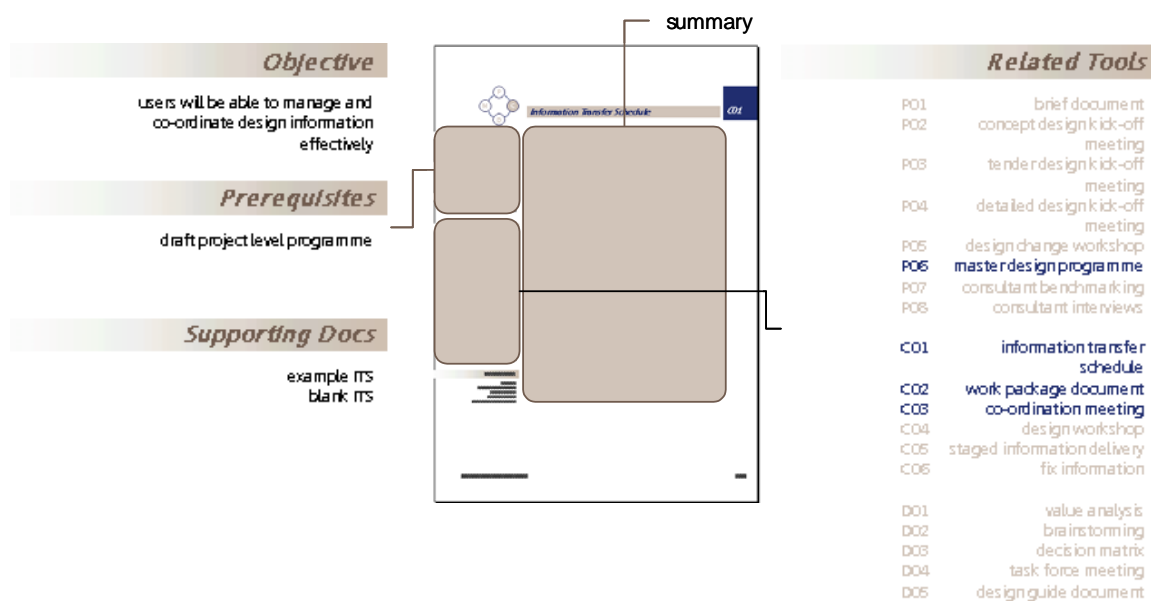 summary
Objective
users will be able to manage and
co-ordinate design information
effectively
Prerequisites
draft project level programme
Supporting Docs
example ITS
blank ITS
Information Transfer Schedule C01
Related Tools
P01 brief document
P02 concept design kick-off
meeting
P03 tender design kick-off
meeting
P04 detailed design kick-off
meeting
P05 design change workshop
P06 master design programme
P07 consultant benchmarking
P08 consultant interviews
C01 information transfer
schedule
C02 work package document
C03 co-ordination meeting
C04 design workshop
C05 staged information delivery
C06 fix information
D01 value analysis
D02 brainstorming
D03 decision matrix
D04 task force meeting
D05 design guide document